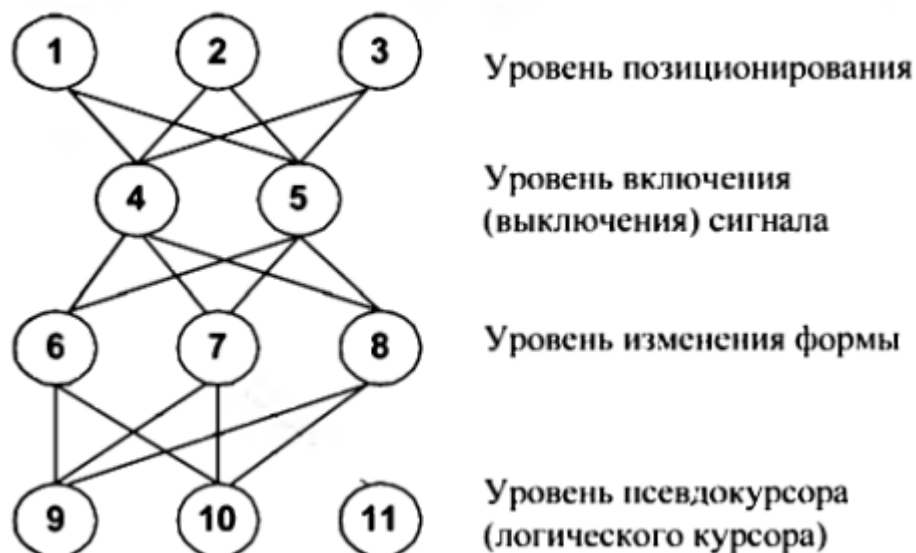 1 2 3 Уровень позиционирования
4 5 Уровень включения
(выключения) сигнала
6 7 8 Уровень изменения формы
9 10 11 Уровень псевдокурсора
(логического курсора)